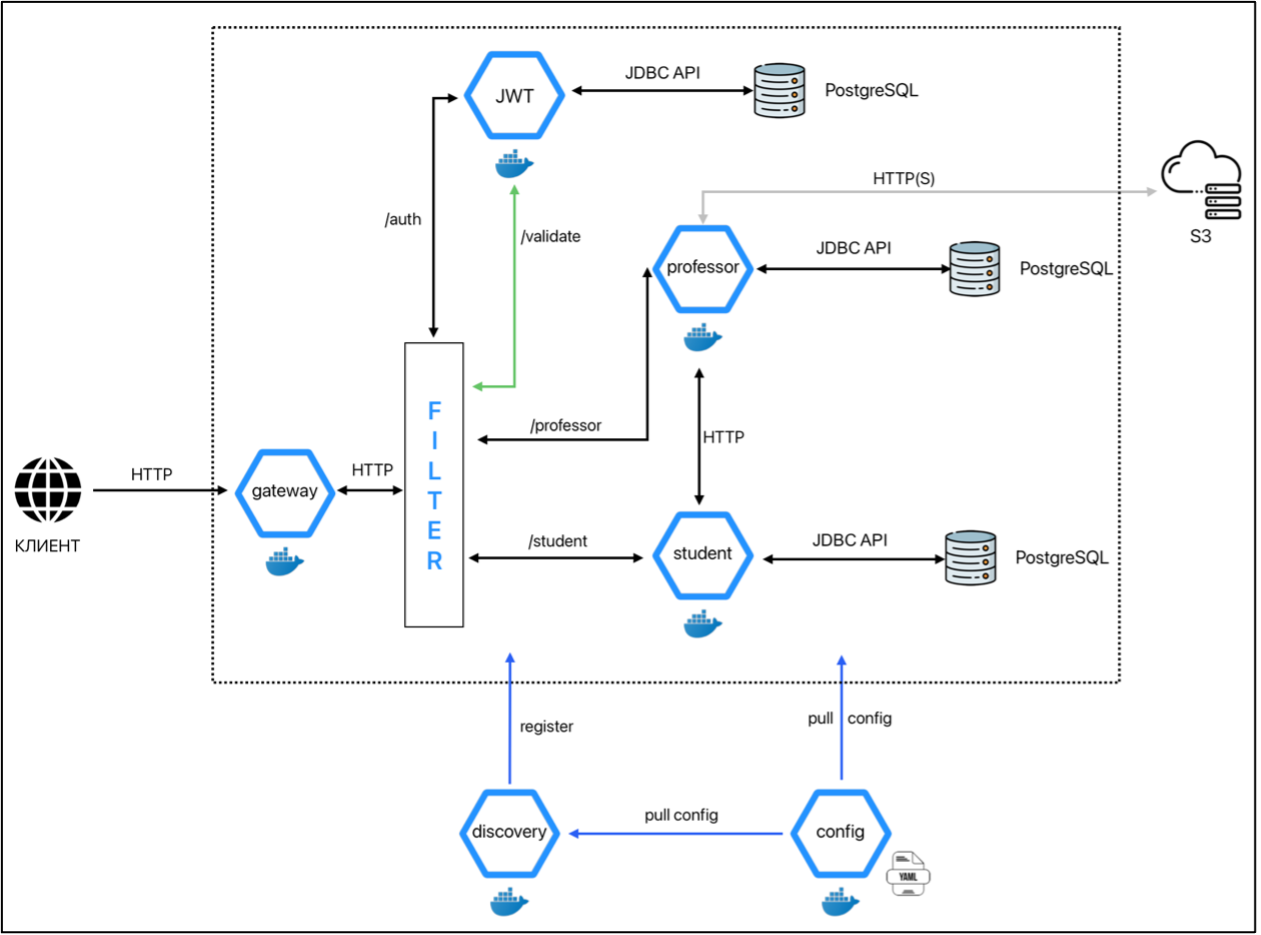 JWT
JDBC API
PostgreSQL
HTTP(S)
S3
/auth
/validate
professor
JDBC API
PostgreSQL
FILTER
/professor
HTTP
HTTP
HTTP
gateway
КЛИЕНТ
/student
student
JDBC API
PostgreSQL
register
pull config
discovery
pull config
config
YAML